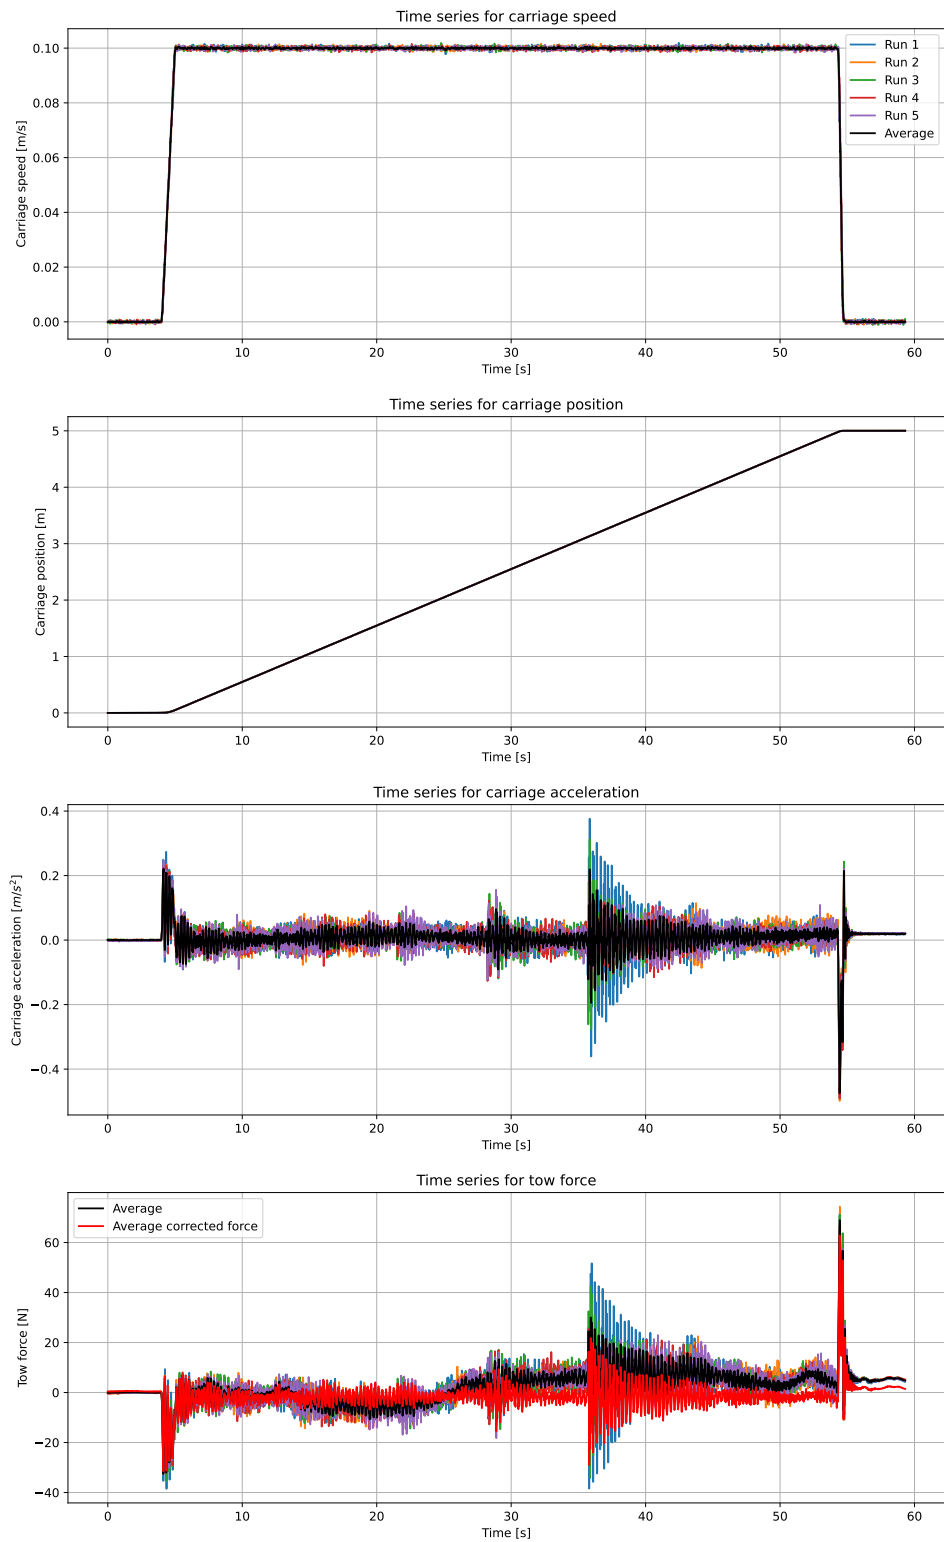 Time series for carriage speed
Carriage speed [m/s]
0.10
0.08
0.06
0.04
0.02
0.00
Run 1
Run 2
Run 3
Run 4
Run 5
Average
0 10 20 30 40 50 60
Time [s]
Time series for carriage position
Carriage position [m]
5
4
3
2
1
0
0 10 20 30 40 50 60
Time [s]
Time series for carriage acceleration
Carriage acceleration [m/s²]
0.4
0.2
0.0
−0.2
−0.4
0 10 20 30 40 50 60
Time [s]
Time series for tow force
Tow force [N]
Average
Average corrected force
60
40
20
0
−20
−40
0 10 20 30 40 50 60
Time [s]